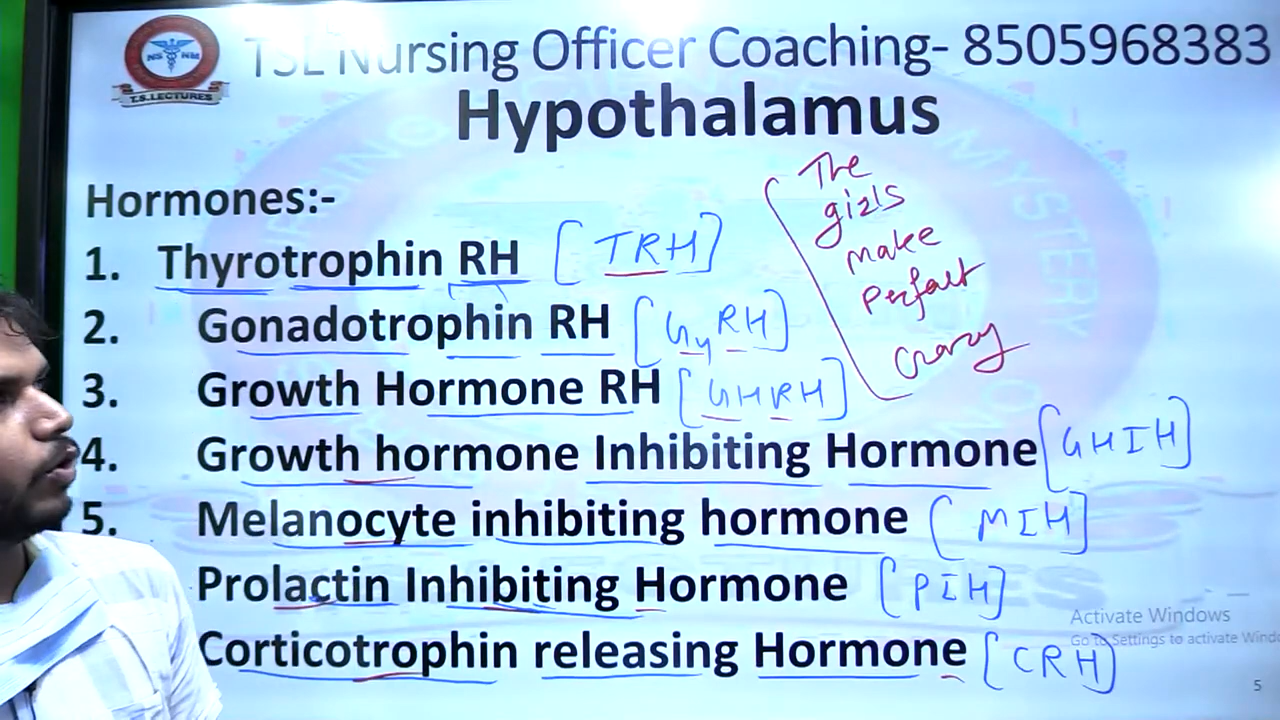 TSL Nursing Officer Coaching- 8505968383
T.S.LECTURES
Hypothalamus
Hormones:-
1. Thyrotrophin RH [TRH]
2. Gonadotrophin RH [GnRH]
3. Growth Hormone RH [GHRH]
4. Growth hormone Inhibiting Hormone [GHIH]
5. Melanocyte inhibiting hormone [MIH]
Prolactin Inhibiting Hormone [PIH]
Corticotrophin releasing Hormone [CRH]
The
girls
make
Perfact
Crazy
Activate Windows
Go to Settings to activate Windo
5